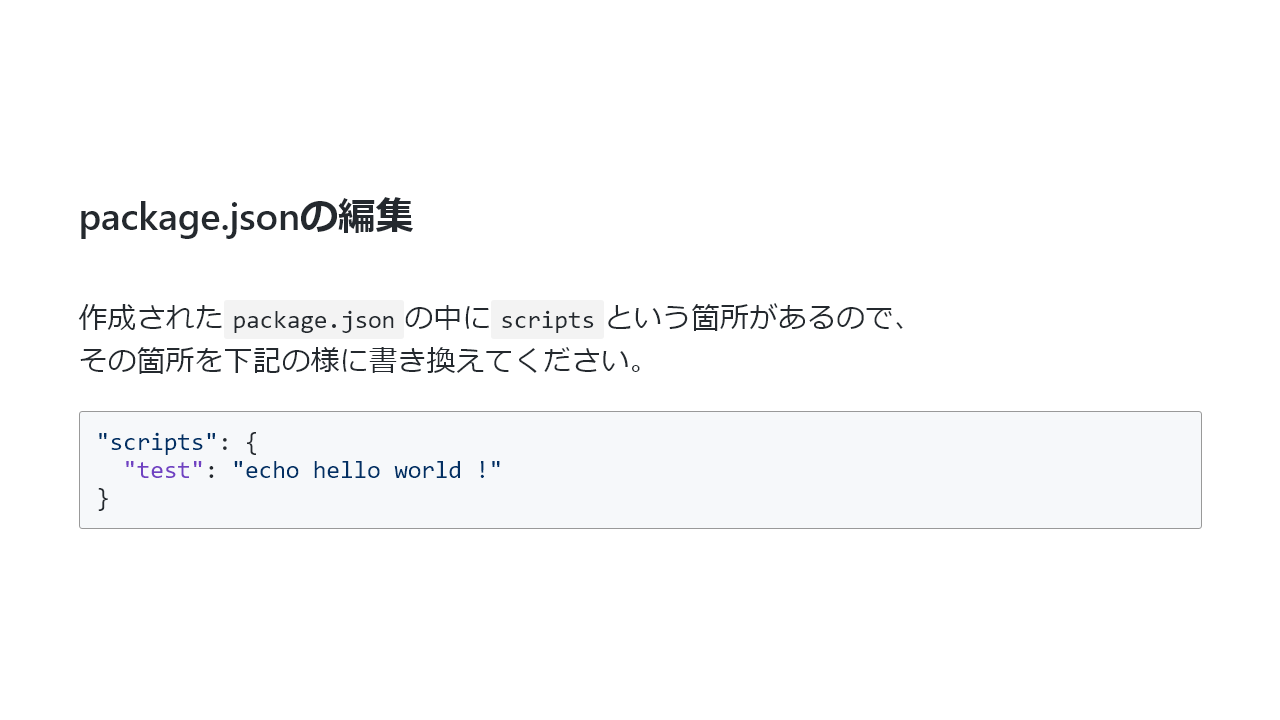 package.jsonの編集
作成されたpackage.jsonの中にscriptsという箇所があるので、
その箇所を下記の様に書き換えてください。
"scripts": {
  "test": "echo hello world !"
}